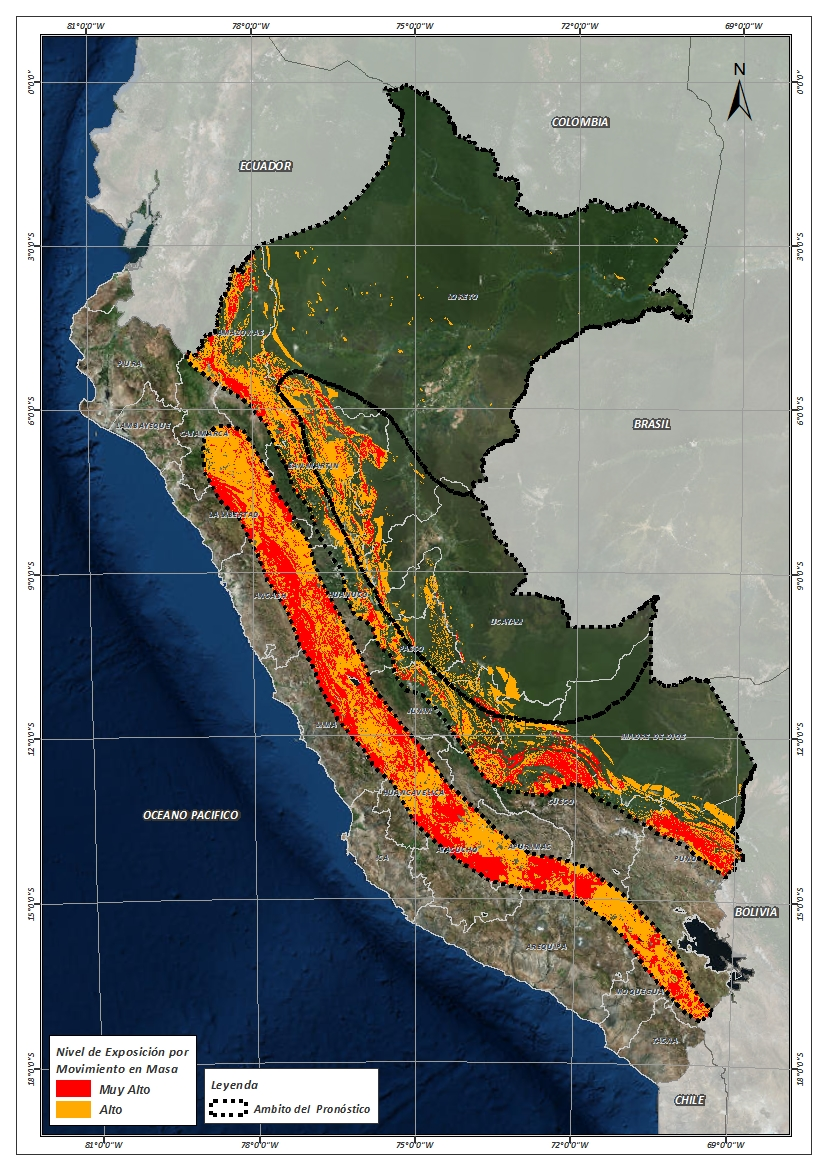 81°0'0"W
78°0'0"W
75°0'0"W
72°0'0"W
69°0'0"W
0°0'0"
0°0'0"
N
COLOMBIA
ECUADOR
3°0'0"S
3°0'0"S
LORETO
AMAZONAS
PIURA
6°0'0"S
6°0'0"S
LAMBAYEQUE
CAJAMARCA
BRASIL
SAN MARTIN
LA LIBERTAD
9°0'0"S
9°0'0"S
ANCASH
HUANUCO
UCAYALI
PASCO
JUNIN
LIMA
12°0'0"S
12°0'0"S
MADRE DE DIOS
HUANCAVELICA
CUSCO
OCEANO PACIFICO
AYACUCHO
APURIMAC
ICA
PUNO
15°0'0"S
15°0'0"S
BOLIVIA
AREQUIPA
MOQUEGUA
TACNA
18°0'0"S
18°0'0"S
CHILE
Nivel de Exposición por
Movimiento en Masa
Muy Alto
Alto
Leyenda
Ambito del Pronóstico
81°0'0"W
78°0'0"W
75°0'0"W
72°0'0"W
69°0'0"W